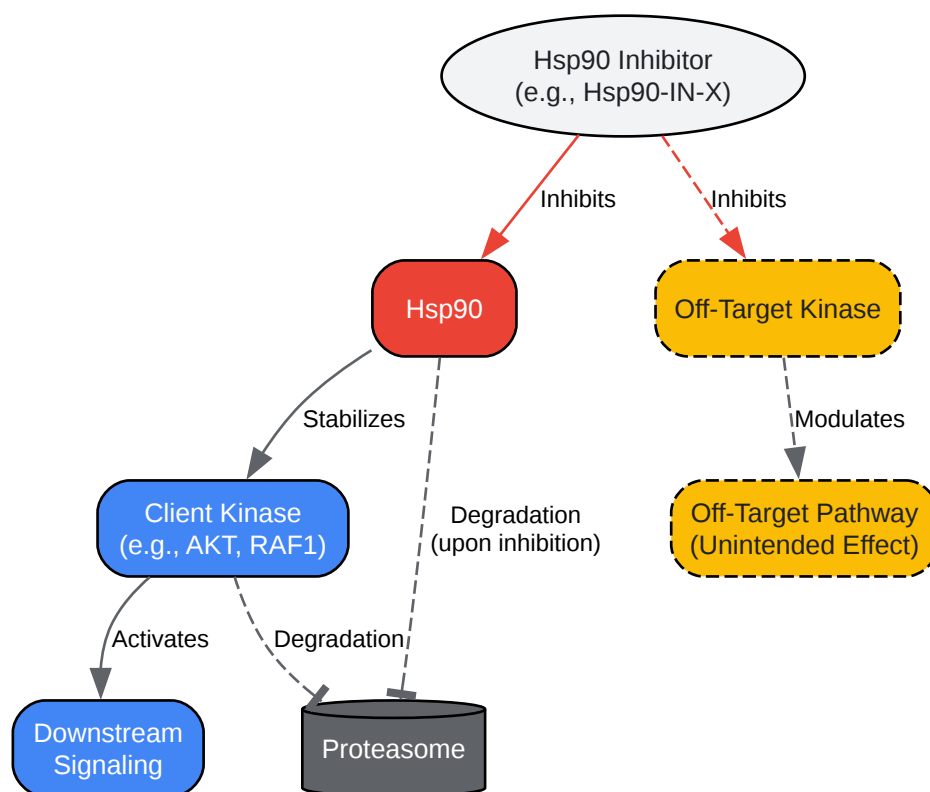 Hsp90 Inhibitor
(e.g., Hsp90-IN-X)
Inhibits
Inhibits
Hsp90
Off-Target Kinase
Stabilizes
Modulates
Client Kinase
(e.g., AKT, RAF1)
Degradation
(upon inhibition)
Off-Target Pathway
(Unintended Effect)
Activates
Degradation
Downstream
Signaling
Proteasome